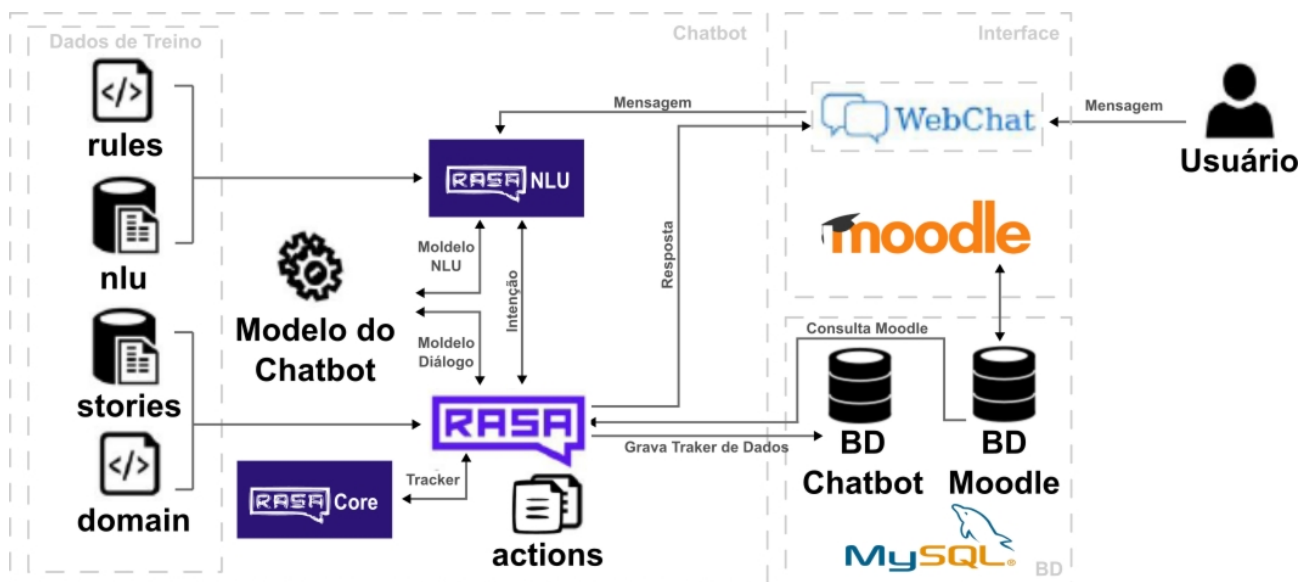 Dados de Treino
Chatbot
Interface
</>
rules
nlu
stories
</>
domain
RASA NLU
Mensagem
WebChat
Mensagem
Usuário
moodle
Moldelo
NLU
Intenção
Resposta
Modelo do
Chatbot
Moldelo
Diálogo
RASA
Grava Traker de Dados
RASA Core
Tracker
actions
Consulta Moodle
BD
Chatbot
BD
Moodle
MySQL®
BD